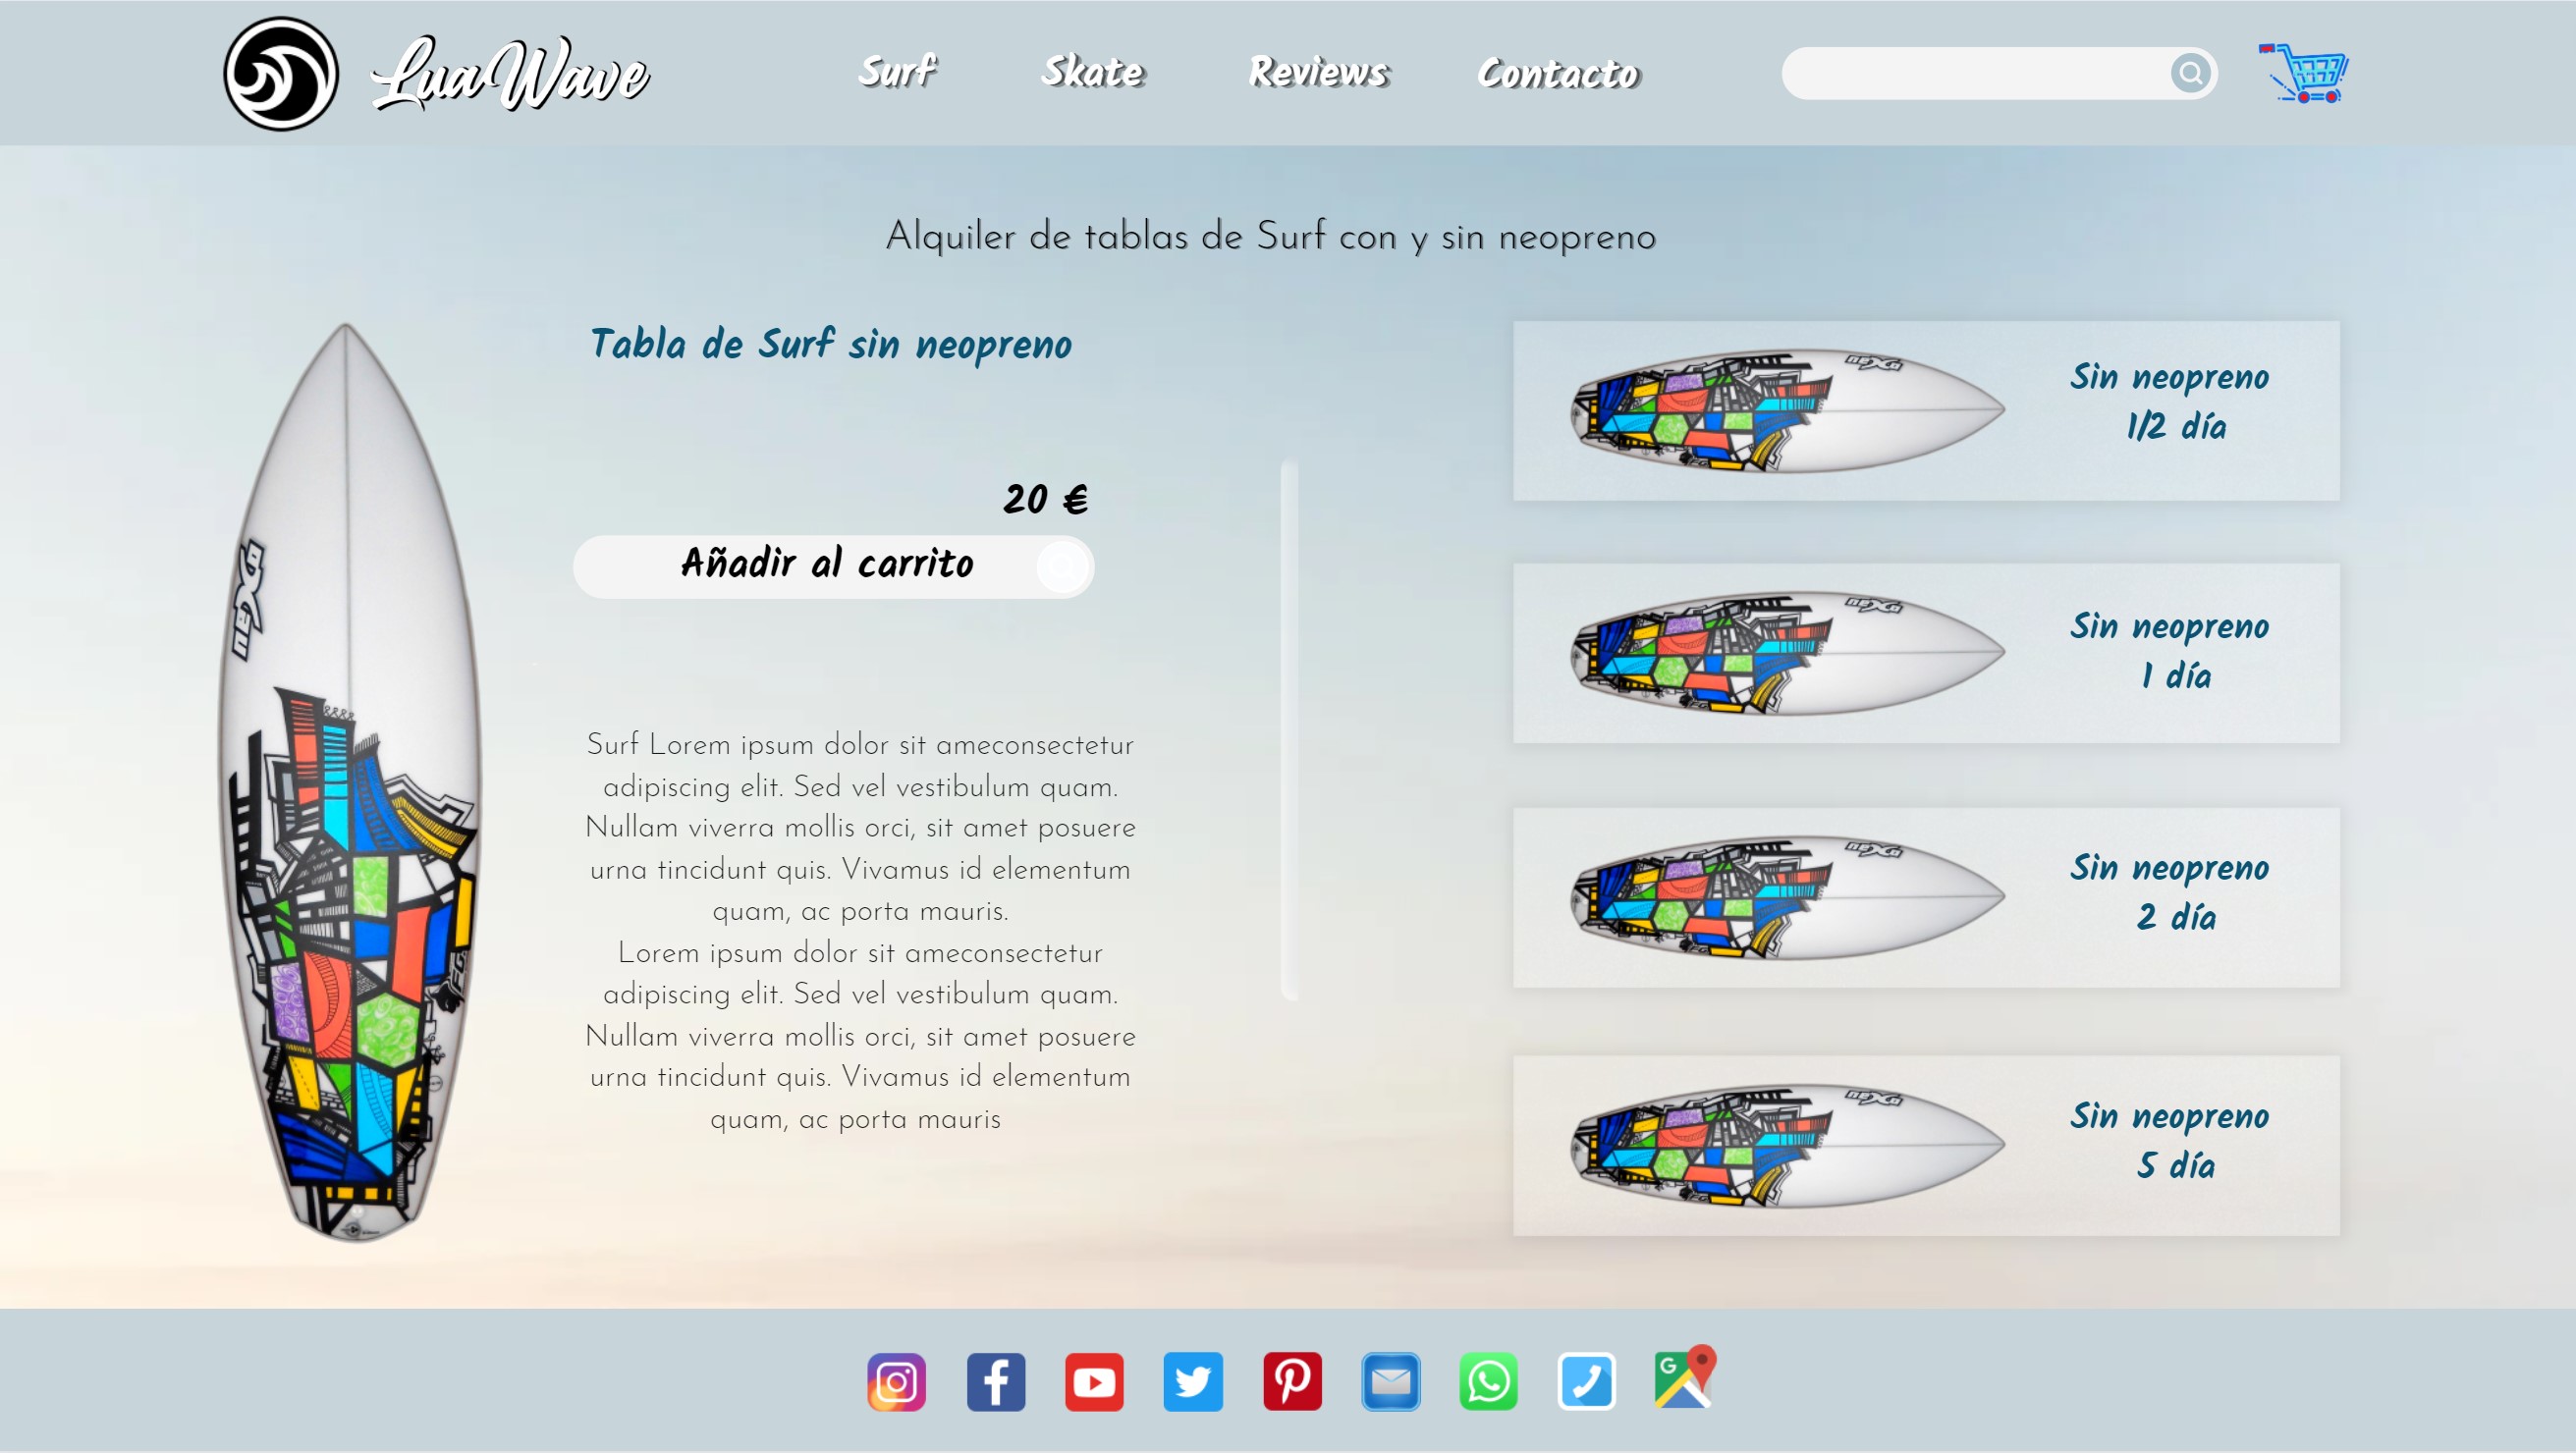 LuaWave
Surf
Skate
Reviews
Contacto
Alquiler de tablas de Surf con y sin neopreno
Tabla de Surf sin neopreno
20 €
Añadir al carrito
Surf Lorem ipsum dolor sit ameconsectetur
adipiscing elit. Sed vel vestibulum quam.
Nullam viverra mollis orci, sit amet posuere
urna tincidunt quis. Vivamus id elementum
quam, ac porta mauris.
Lorem ipsum dolor sit ameconsectetur
adipiscing elit. Sed vel vestibulum quam.
Nullam viverra mollis orci, sit amet posuere
urna tincidunt quis. Vivamus id elementum
quam, ac porta mauris
neXo
Sin neopreno
1/2 día
neXo
Sin neopreno
1 día
neXo
Sin neopreno
2 día
neXo
Sin neopreno
5 día
neXo
G